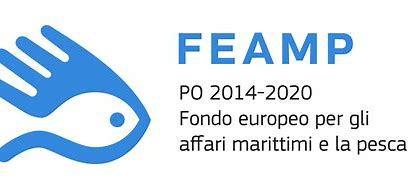 FEAMP
PO 2014-2020
Fondo europeo per gli
affari marittimi e la pesca